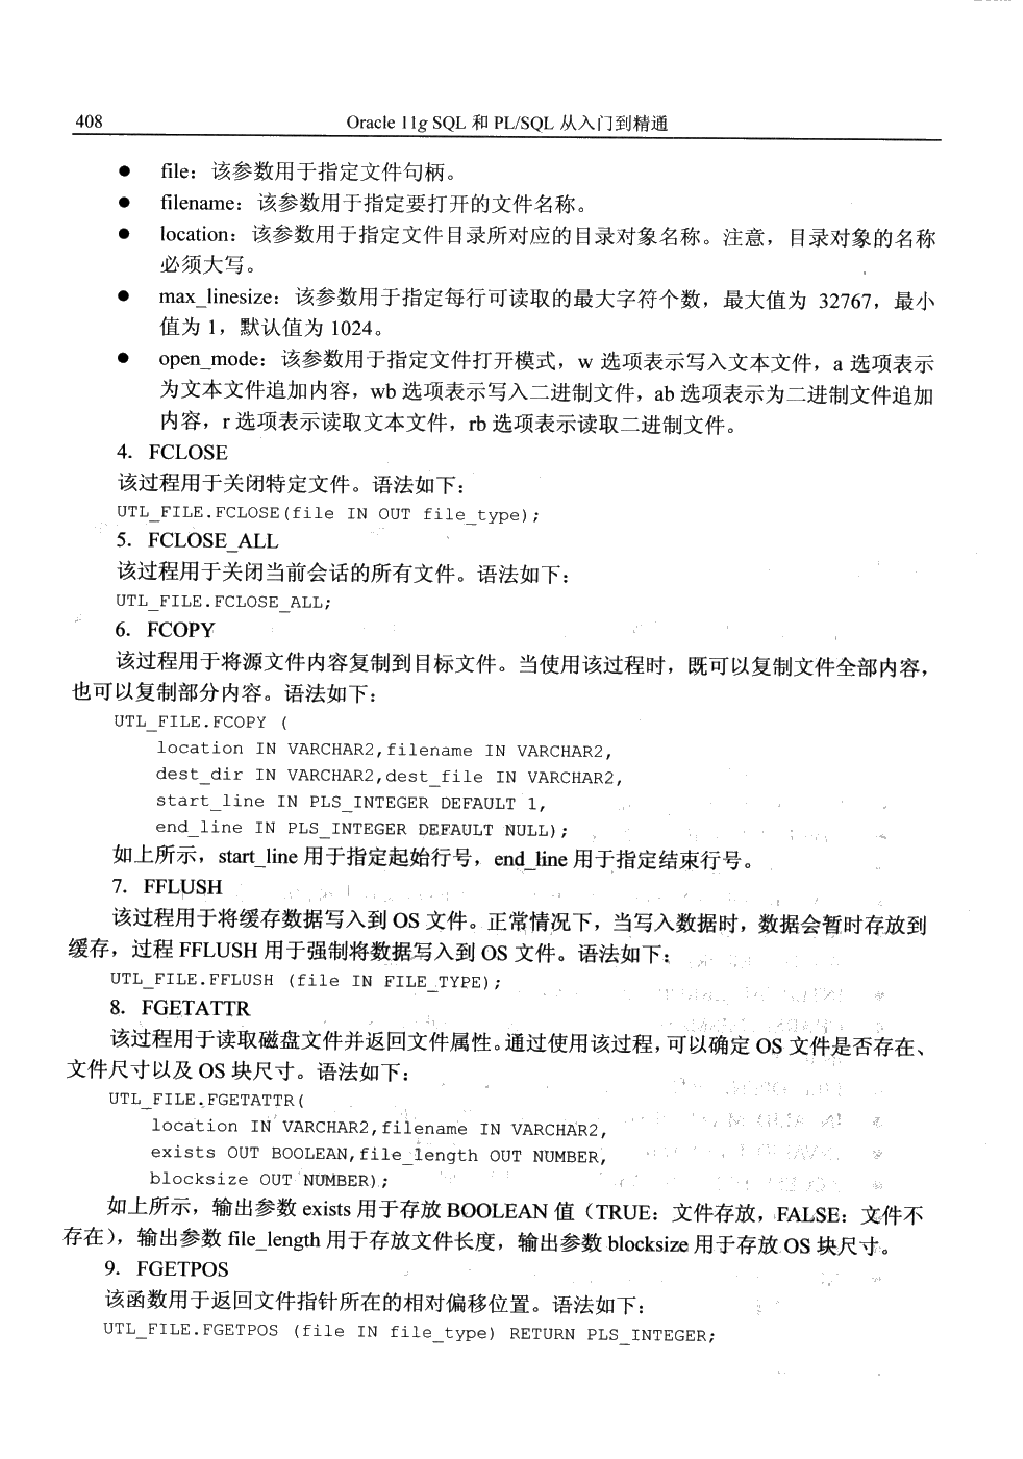 408 Oracle 11g SQL 和 PL/SQL 从入门到精通
● file：该参数用于指定文件句柄。
● filename：该参数用于指定要打开的文件名称。
● location：该参数用于指定文件目录所对应的目录对象名称。注意，目录对象的名称
必须大写。
● max_linesize：该参数用于指定每行可读取的最大字符个数，最大值为 32767，最小
值为 1，默认值为 1024。
● open_mode：该参数用于指定文件打开模式，w 选项表示写入文本文件，a 选项表示
为文本文件追加内容，wb 选项表示写入二进制文件，ab 选项表示为二进制文件追加
内容，r 选项表示读取文本文件，rb 选项表示读取二进制文件。
4．FCLOSE
该过程用于关闭特定文件。语法如下：
UTL_FILE.FCLOSE(file IN OUT file_type);
5．FCLOSE_ALL
该过程用于关闭当前会话的所有文件。语法如下：
UTL_FILE.FCLOSE_ALL;
6．FCOPY
该过程用于将源文件内容复制到目标文件。当使用该过程时，既可以复制文件全部内容，
也可以复制部分内容。语法如下：
UTL_FILE.FCOPY (
location IN VARCHAR2,filename IN VARCHAR2,
dest_dir IN VARCHAR2,dest_file IN VARCHAR2,
start_line IN PLS_INTEGER DEFAULT 1,
end_line IN PLS_INTEGER DEFAULT NULL);
如上所示，start_line 用于指定起始行号，end_line 用于指定结束行号。
7．FFLUSH
该过程用于将缓存数据写入到 OS 文件。正常情况下，当写入数据时，数据会暂时存放到
缓存，过程 FFLUSH 用于强制将数据写入到 OS 文件。语法如下：
UTL_FILE.FFLUSH (file IN FILE_TYPE);
8．FGETATTR
该过程用于读取磁盘文件并返回文件属性。通过使用该过程，可以确定 OS 文件是否存在、
文件尺寸以及 OS 块尺寸。语法如下：
UTL_FILE.FGETATTR(
location IN VARCHAR2,filename IN VARCHAR2,
exists OUT BOOLEAN,file_length OUT NUMBER,
blocksize OUT NUMBER);
如上所示，输出参数 exists 用于存放 BOOLEAN 值（TRUE：文件存放，FALSE：文件不
存在），输出参数 file_length 用于存放文件长度，输出参数 blocksize 用于存放 OS 块尺寸。
9．FGETPOS
该函数用于返回文件指针所在的相对偏移位置。语法如下：
UTL_FILE.FGETPOS (file IN file_type) RETURN PLS_INTEGER;